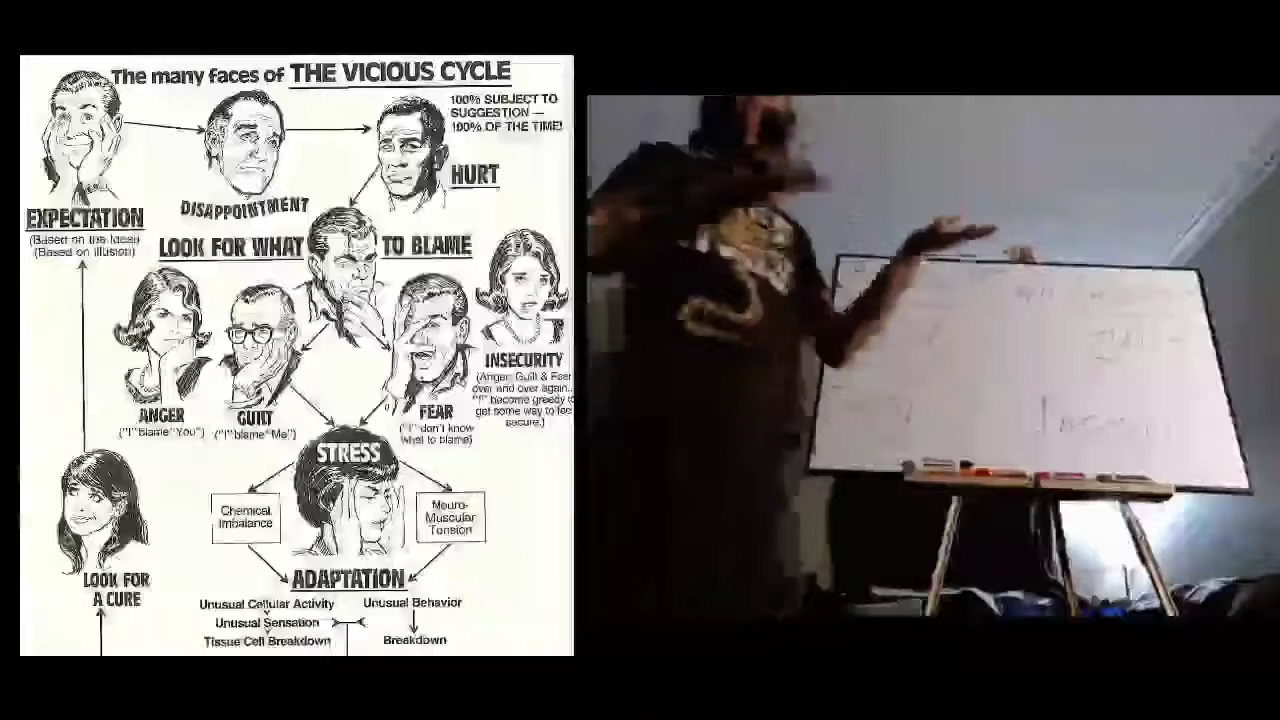 The many faces of THE VICIOUS CYCLE
100% SUBJECT TO
SUGGESTION —
100% OF THE TIME!
HURT
DISAPPOINTMENT
EXPECTATION
(Based on the Ideal)
(Based on Illusion)
LOOK FOR WHAT TO BLAME
INSECURITY
(Anger, Guilt & Fear
over and over again...
"I" become greedy
get some way to feel
secure.)
ANGER
("I" blame "You")
GUILT
("I" blame "Me")
FEAR
("I" don't know
what to blame)
STRESS
Chemical
Imbalance
Neuro-
Muscular
Tension
LOOK FOR
A CURE
ADAPTATION
Unusual Cellular Activity
Unusual Behavior
Unusual Sensation
Tissue Cell Breakdown
Breakdown